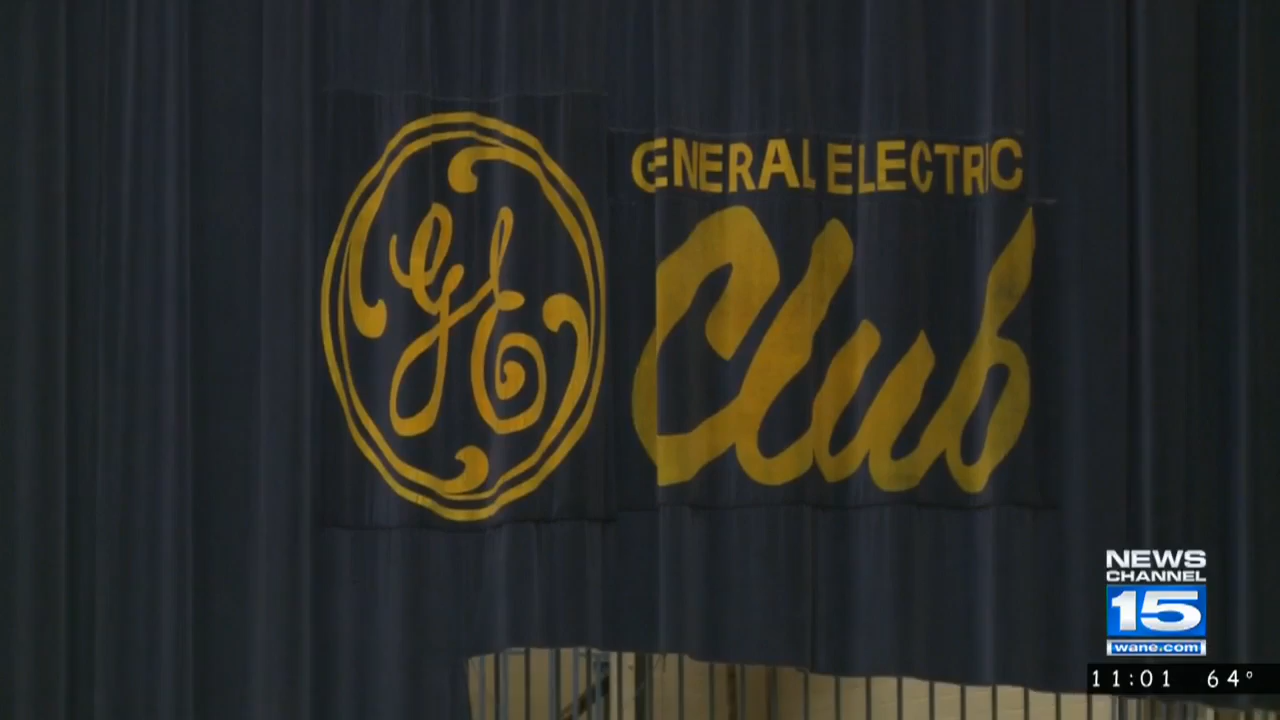 GE
GENERAL ELECTRIC
Club
NEWS
CHANNEL
15
wane.com
11:01 64°